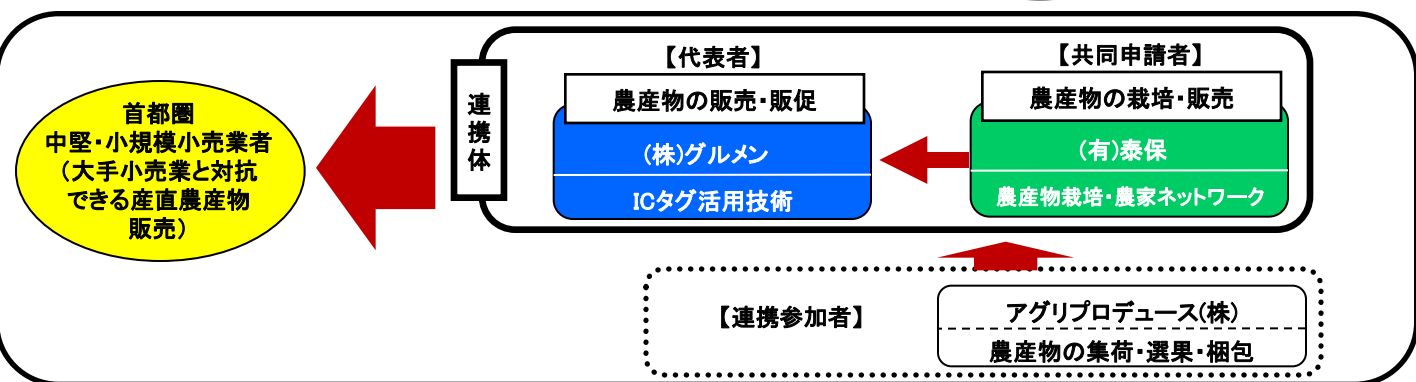 首都圏
中堅・小規模小売業者
（大手小売業と対抗
できる産直農産物
販売）
連携体
【代表者】
農産物の販売・販促
(株)グルメン
ICタグ活用技術
【共同申請者】
農産物の栽培・販売
(有)泰保
農産物栽培・農家ネットワーク
【連携参加者】
アグリプロデュース(株)
農産物の集荷・選果・梱包